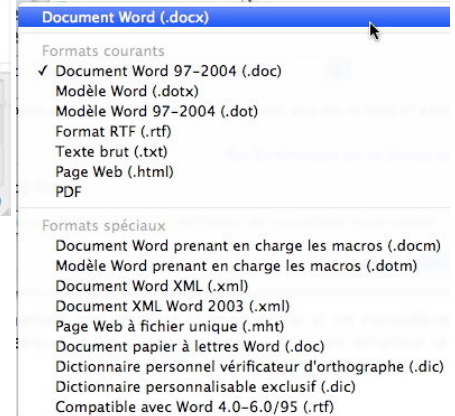 Document Word (.docx)
Formats courants
✓ Document Word 97-2004 (.doc)
Modèle Word (.dotx)
Modèle Word 97-2004 (.dot)
Format RTF (.rtf)
Texte brut (.txt)
Page Web (.html)
PDF
Formats spéciaux
Document Word prenant en charge les macros (.docm)
Modèle Word prenant en charge les macros (.dotm)
Document Word XML (.xml)
Document XML Word 2003 (.xml)
Page Web à fichier unique (.mht)
Document papier à lettres Word (.doc)
Dictionnaire personnel vérificateur d'orthographe (.dic)
Dictionnaire personnalisable exclusif (.dic)
Compatible avec Word 4.0-6.0/95 (.rtf)